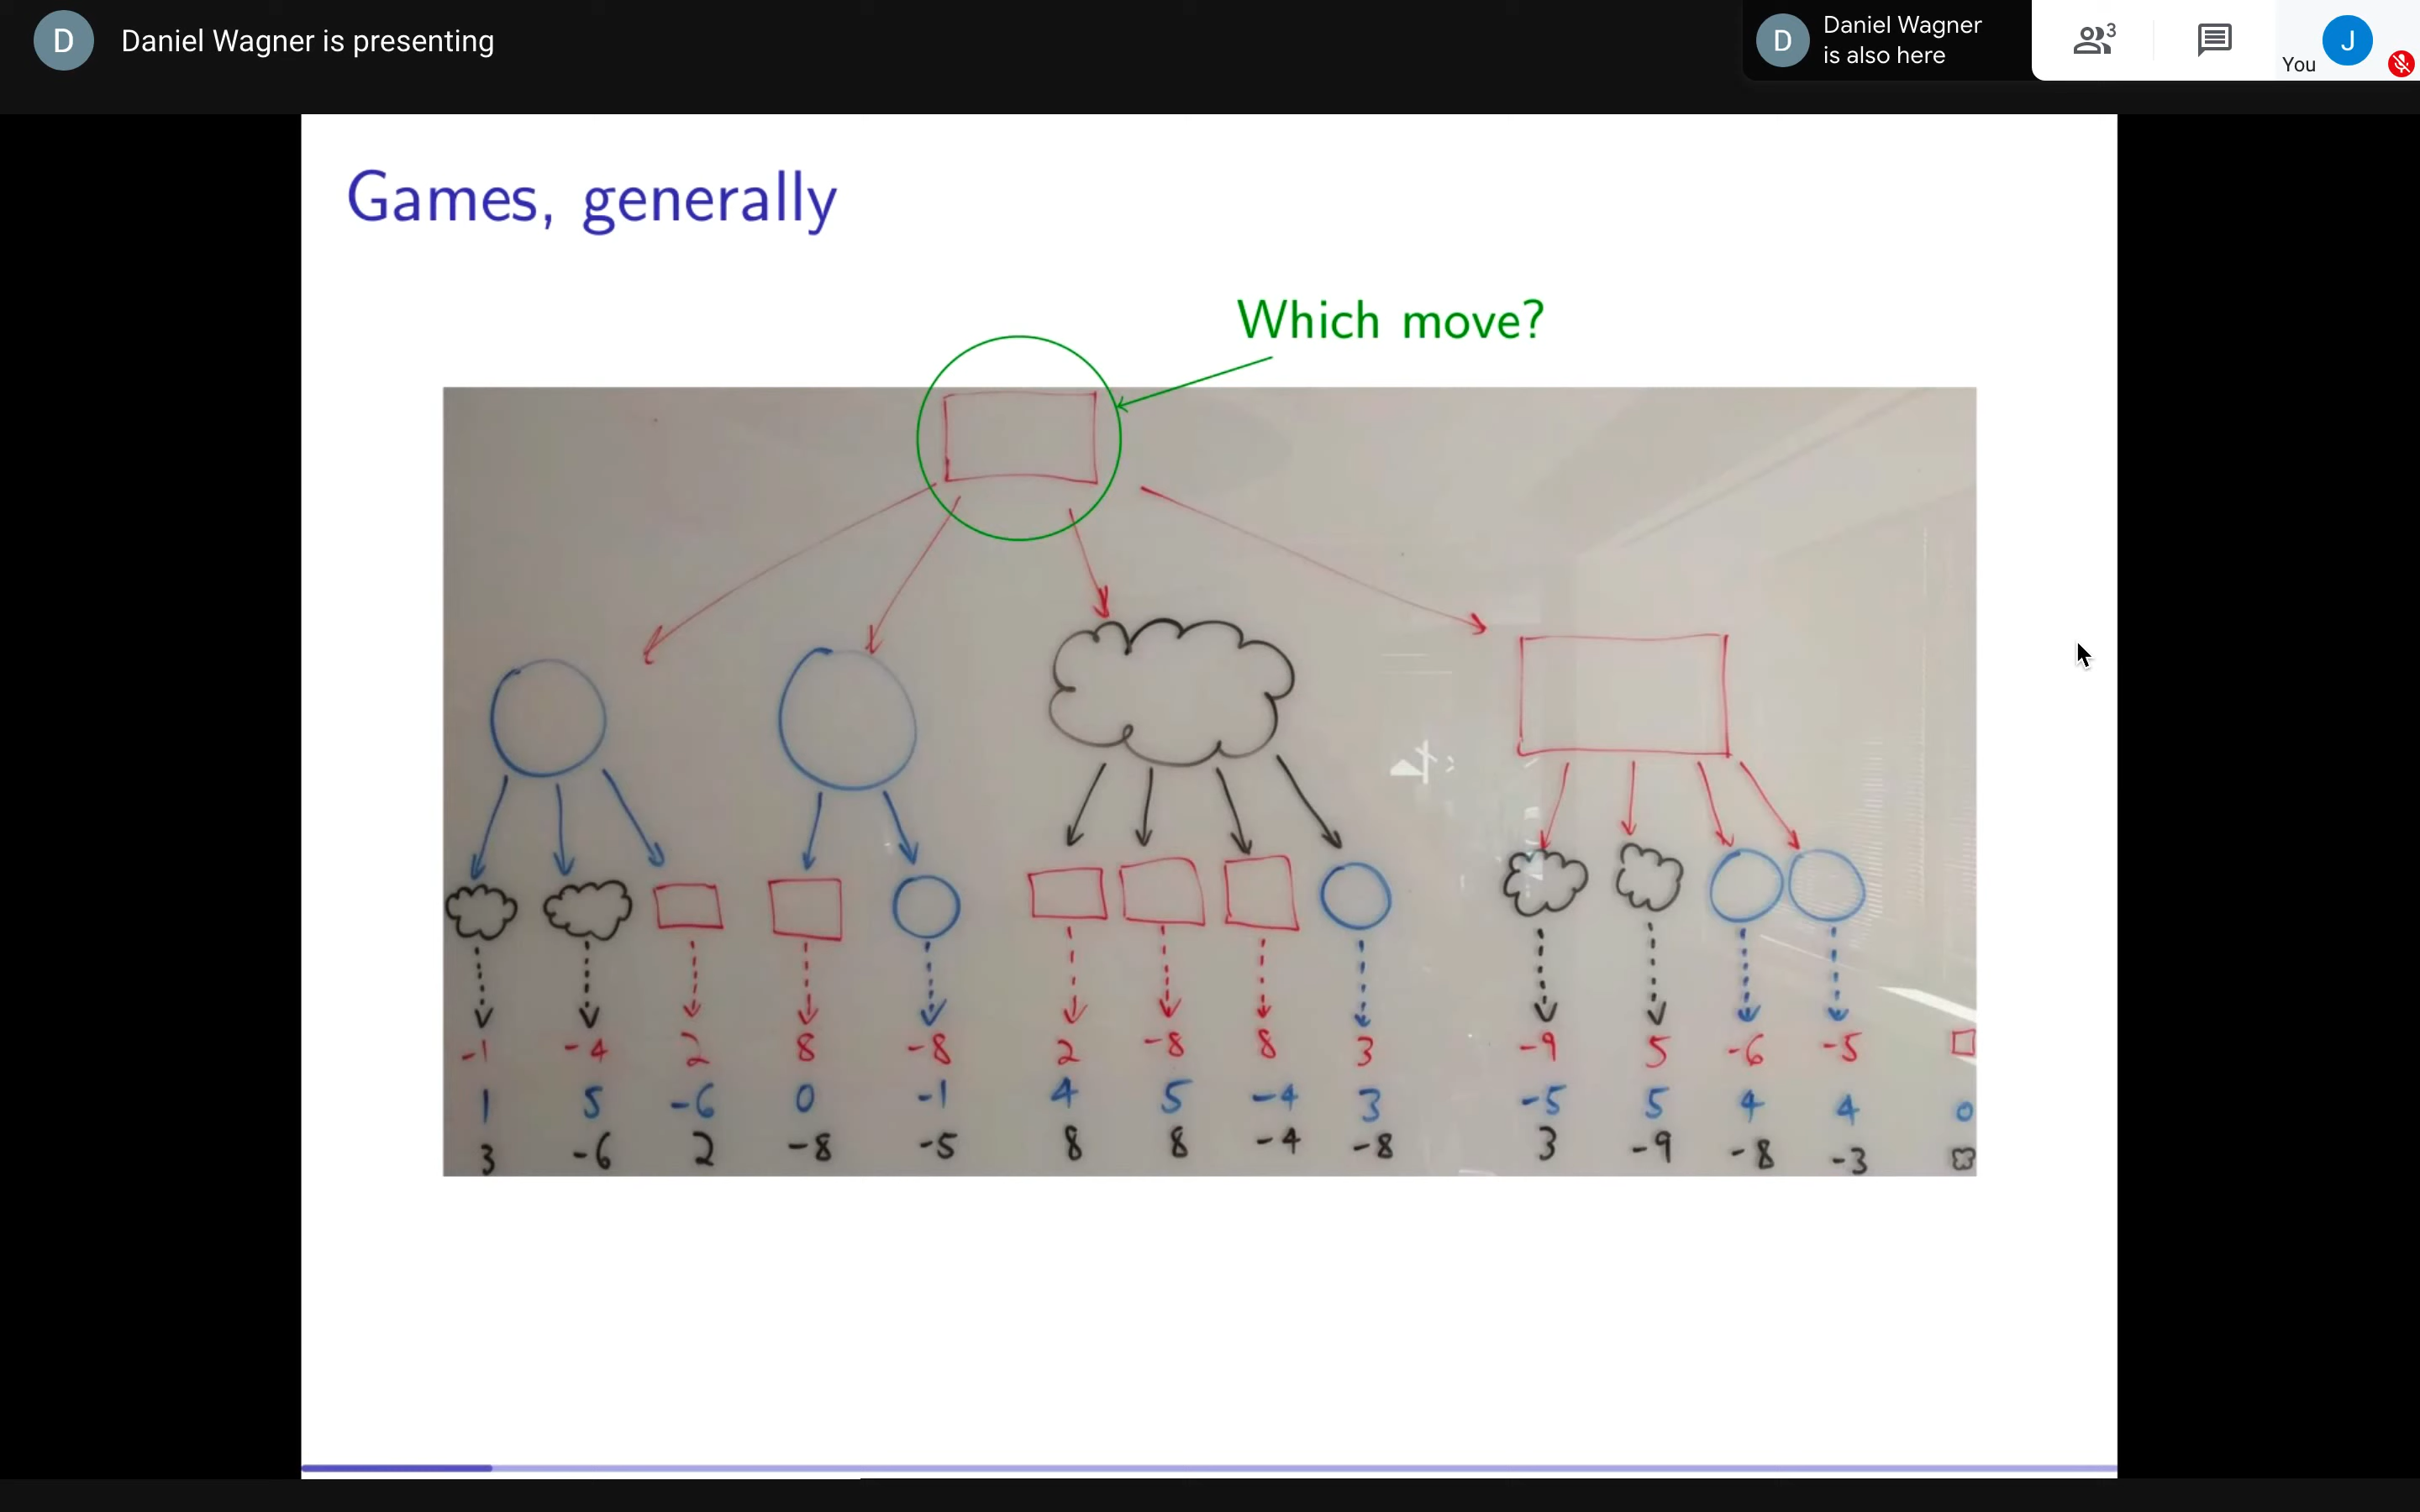 D Daniel Wagner is presenting
D Daniel Wagner
is also here
3
You J
Games, generally
Which move?
-1 -4 2 8 -8 2 -8 8 3 -9 5 -6 -5
1 5 -6 0 -1 4 5 -4 3 -5 5 4 4
3 -6 2 -8 -5 8 8 -4 -8 3 -9 -8 -3